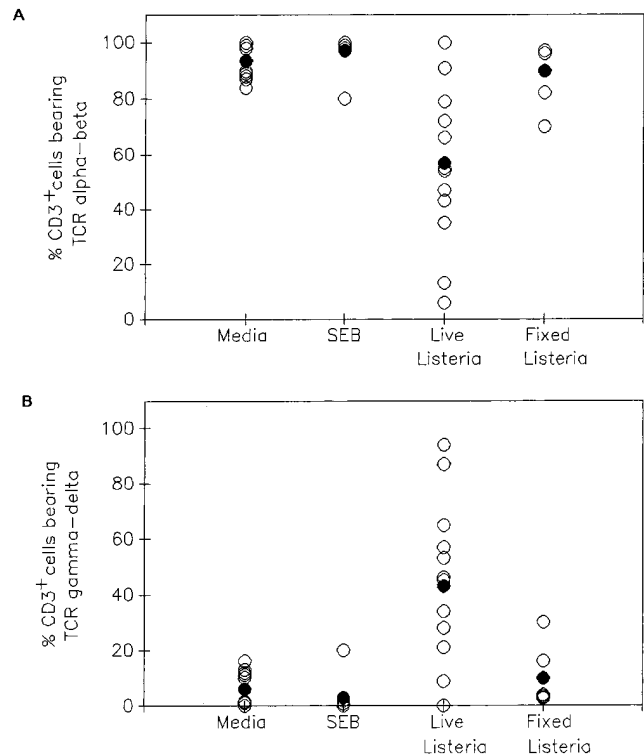 A
% CD3+cells bearing
TCR alpha-beta
100
80
60
40
20
0
Media
SEB
Live
Listeria
Fixed
Listeria
B
% CD3+cells bearing
TCR gamma-delta
100
80
60
40
20
0
Media
SEB
Live
Listeria
Fixed
Listeria